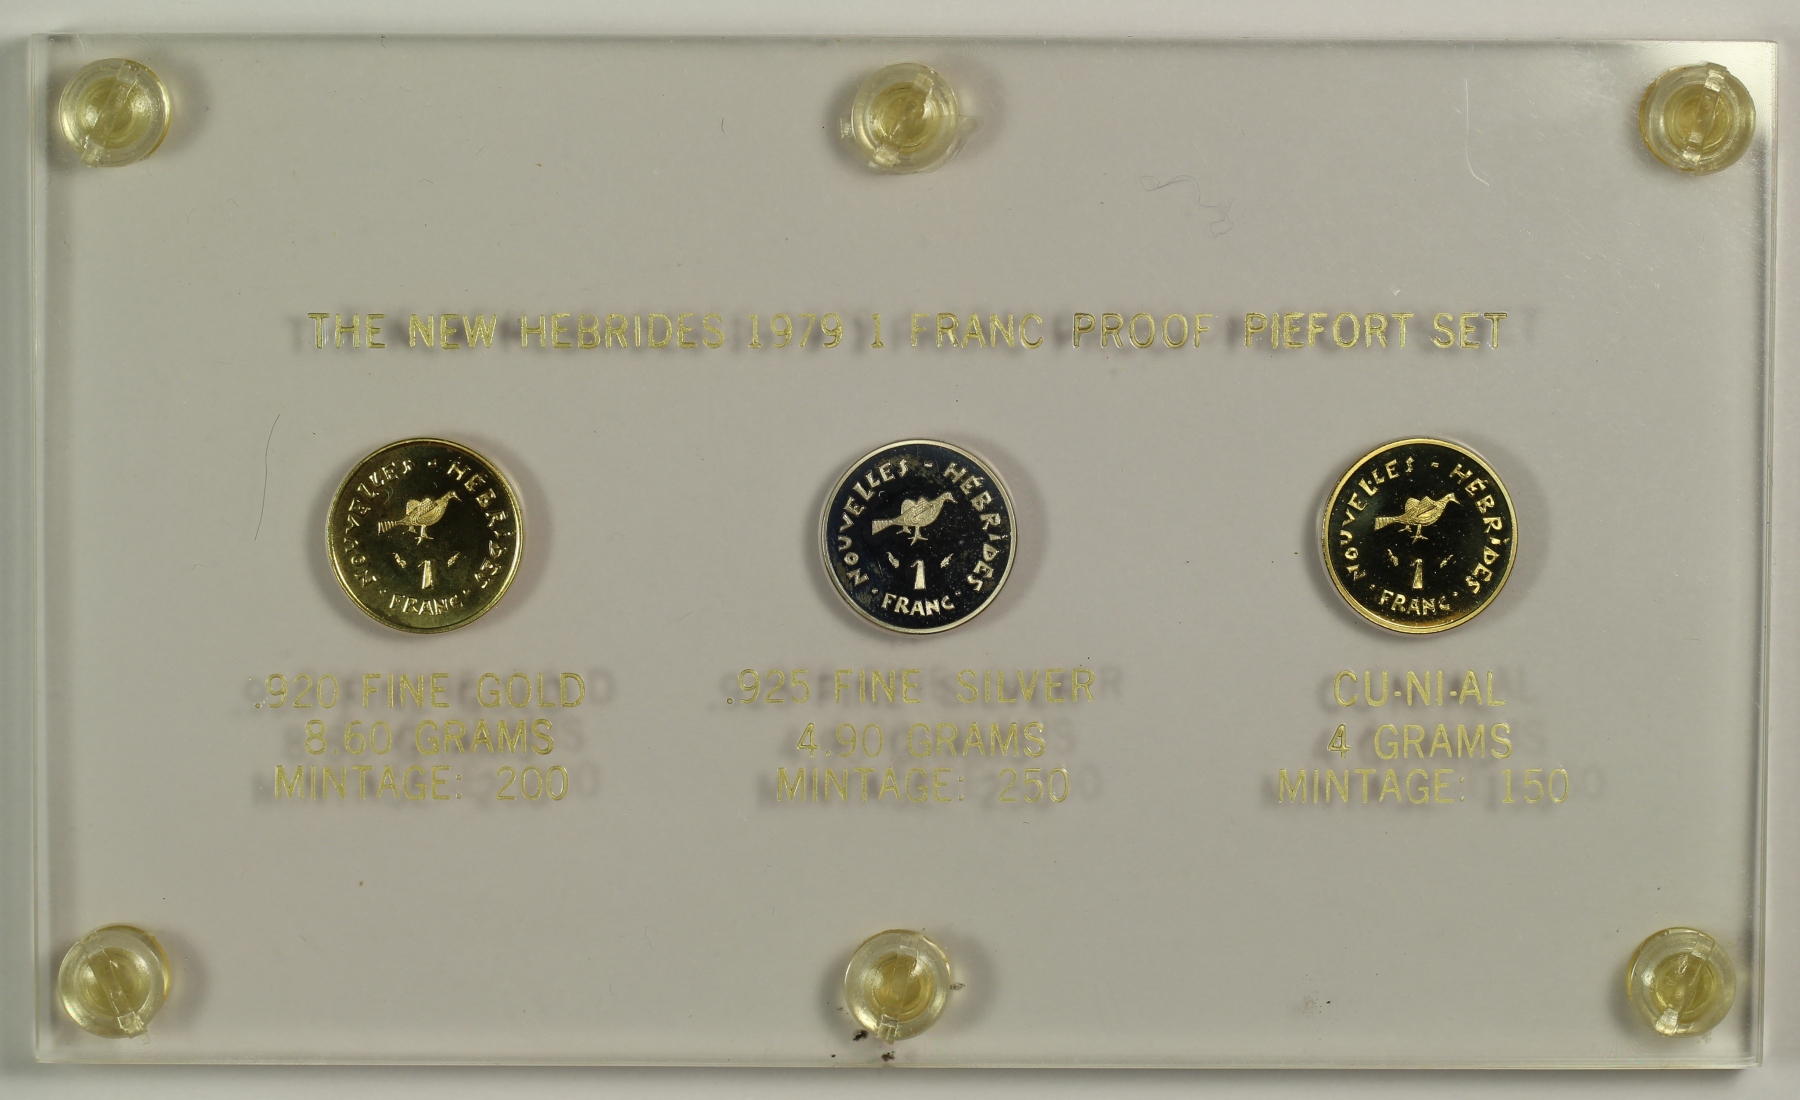 THE NEW HEBRIDES 1979 1 FRANC PROOF PIEFORT SET
NOUVELLES - HEBRIDES
1
· FRANC ·
NOUVELLES - HÉBRIDES
1
· FRANC ·
NOUVELLES - HÉBRIDES
1
· FRANC ·
.920 FINE GOLD
8.60 GRAMS
MINTAGE: 200
.925 FINE SILVER
4.90 GRAMS
MINTAGE: 250
CU-NI-AL
4 GRAMS
MINTAGE: 150